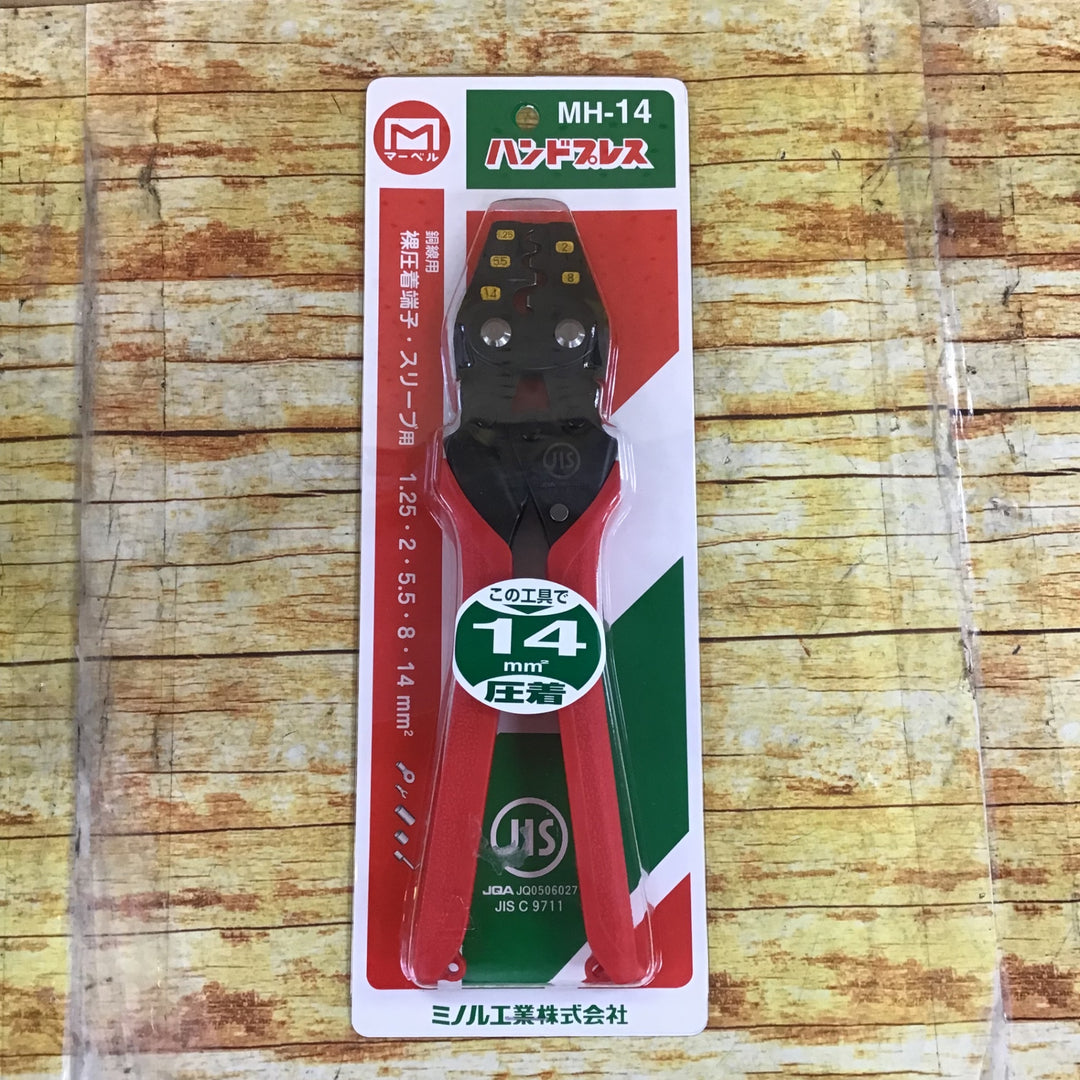 M
マーベル
MH-14
ハンドプレス
銅線用
裸圧着端子・スリーブ用 1.25・2・5.5・8・14mm²
1.25
2
5.5
8
14
JIS
この工具で
14
mm²
圧着
JIS
JQA JQ0506027
JIS C 9711
ミノル工業株式会社